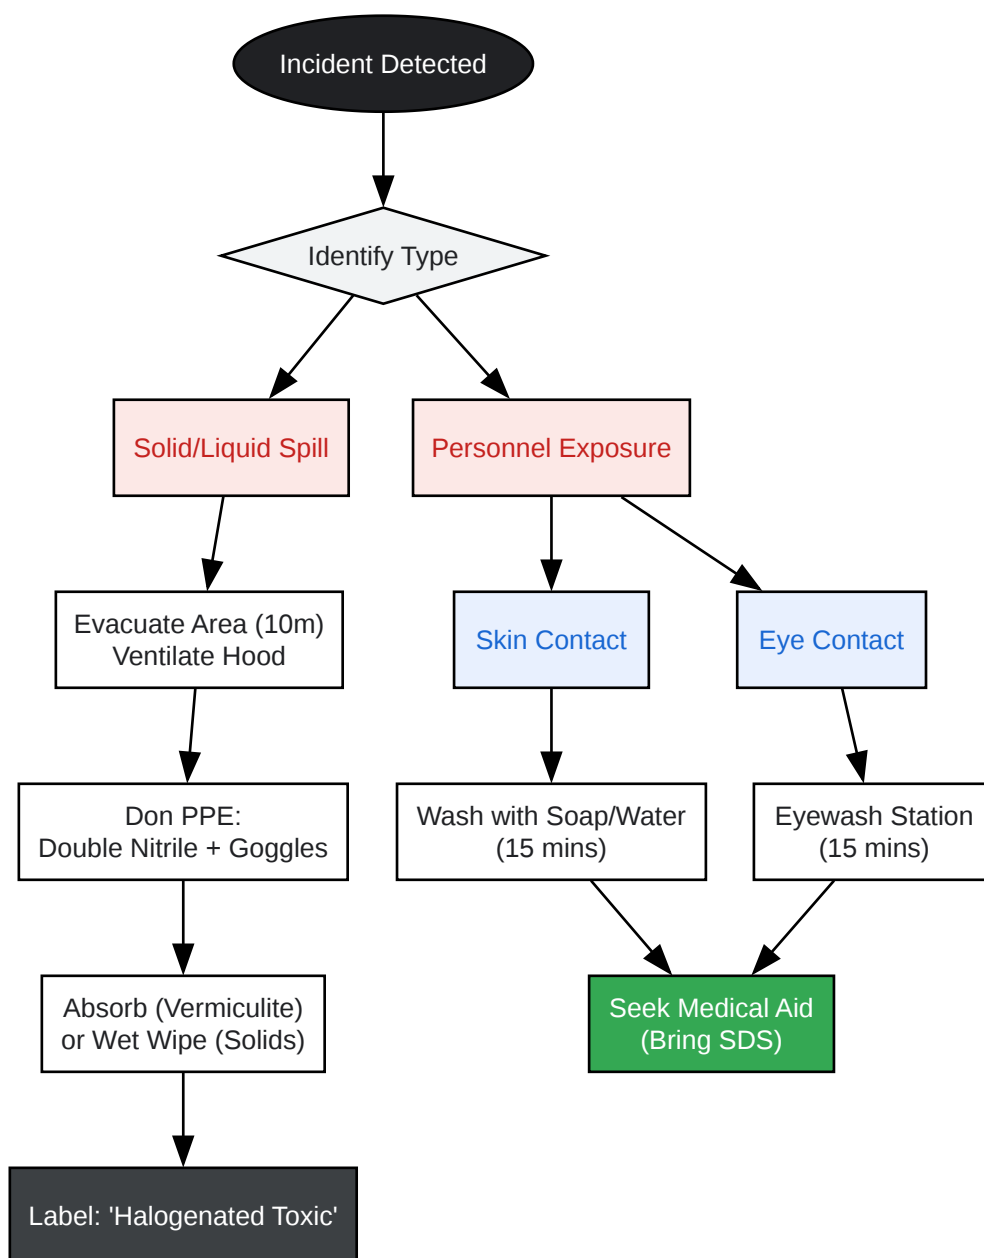 Incident Detected
Identify Type
Solid/Liquid Spill
Personnel Exposure
Evacuate Area (10m)
Ventilate Hood
Skin Contact
Eye Contact
Don PPE:
Double Nitrile + Goggles
Wash with Soap/Water
(15 mins)
Eyewash Station
(15 mins)
Absorb (Vermiculite)
or Wet Wipe (Solids)
Seek Medical Aid
(Bring SDS)
Label: 'Halogenated Toxic'